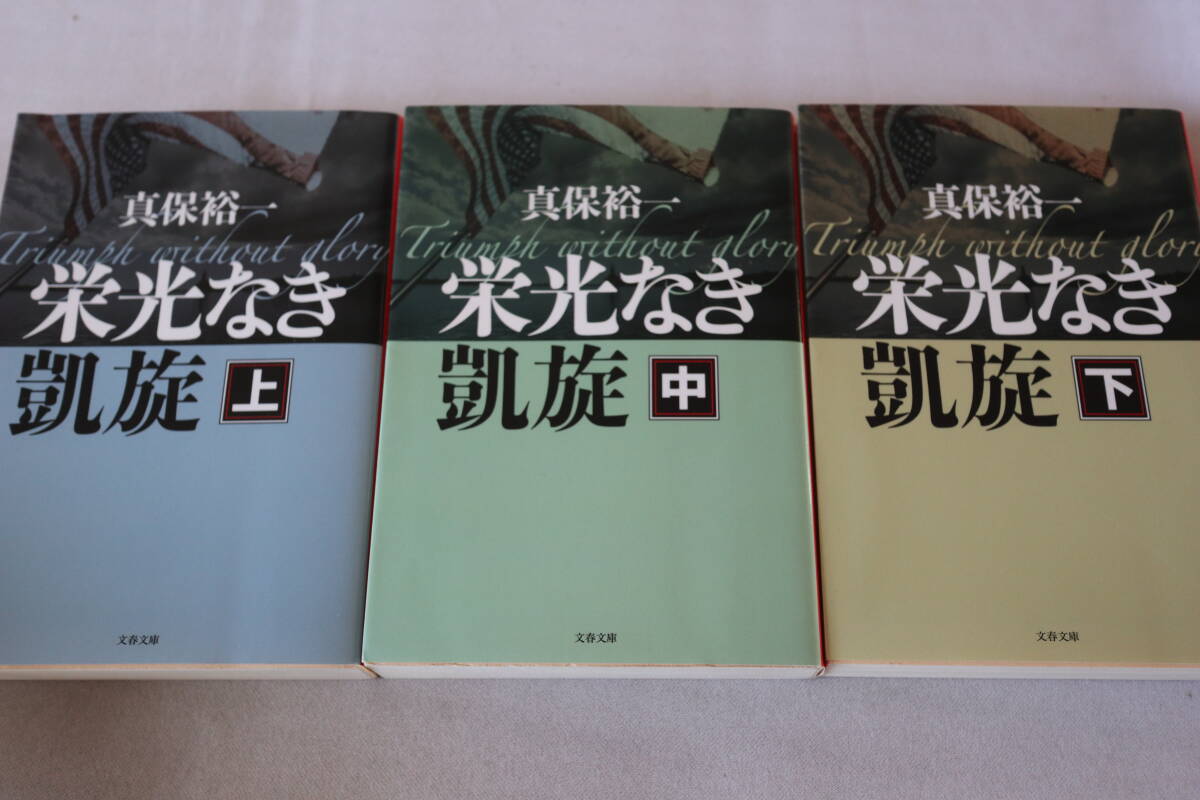 真保裕一
Triumph without glory
栄光なき
凱旋 上
文春文庫
真保裕一
Triumph without glory
栄光なき
凱旋 中
文春文庫
真保裕一
Triumph without glory
栄光なき
凱旋 下
文春文庫